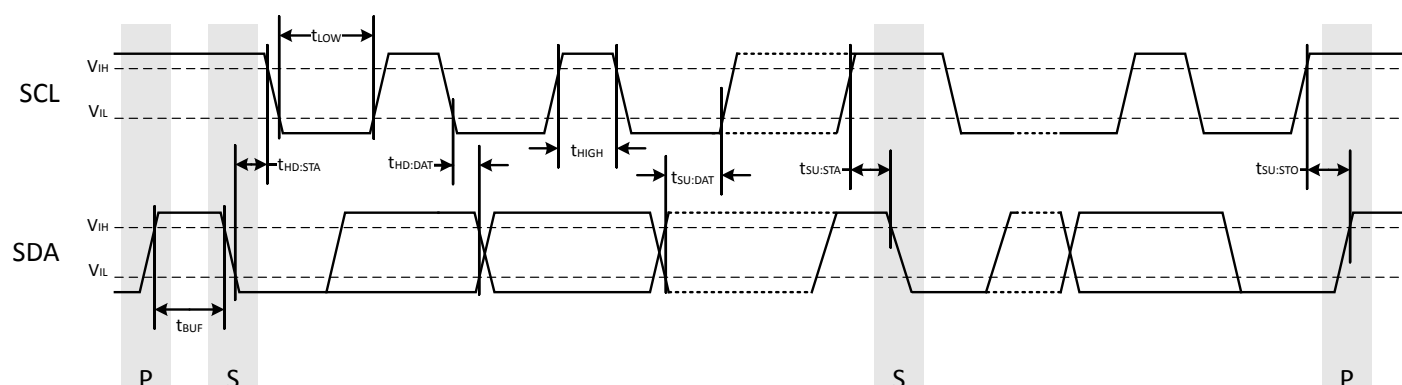 tLOW
VIH
SCL
VIL
tHD:STA
tHD:DAT
tHIGH
tSU:DAT
tSU:STA
tSU:STO
VIH
SDA
VIL
tBUF
P
S
S
P